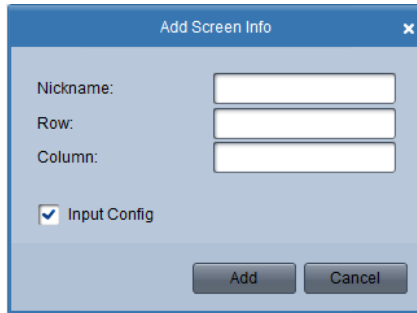 Add Screen Info
Nickname:
Row:
Column:
Input Config
Add Cancel